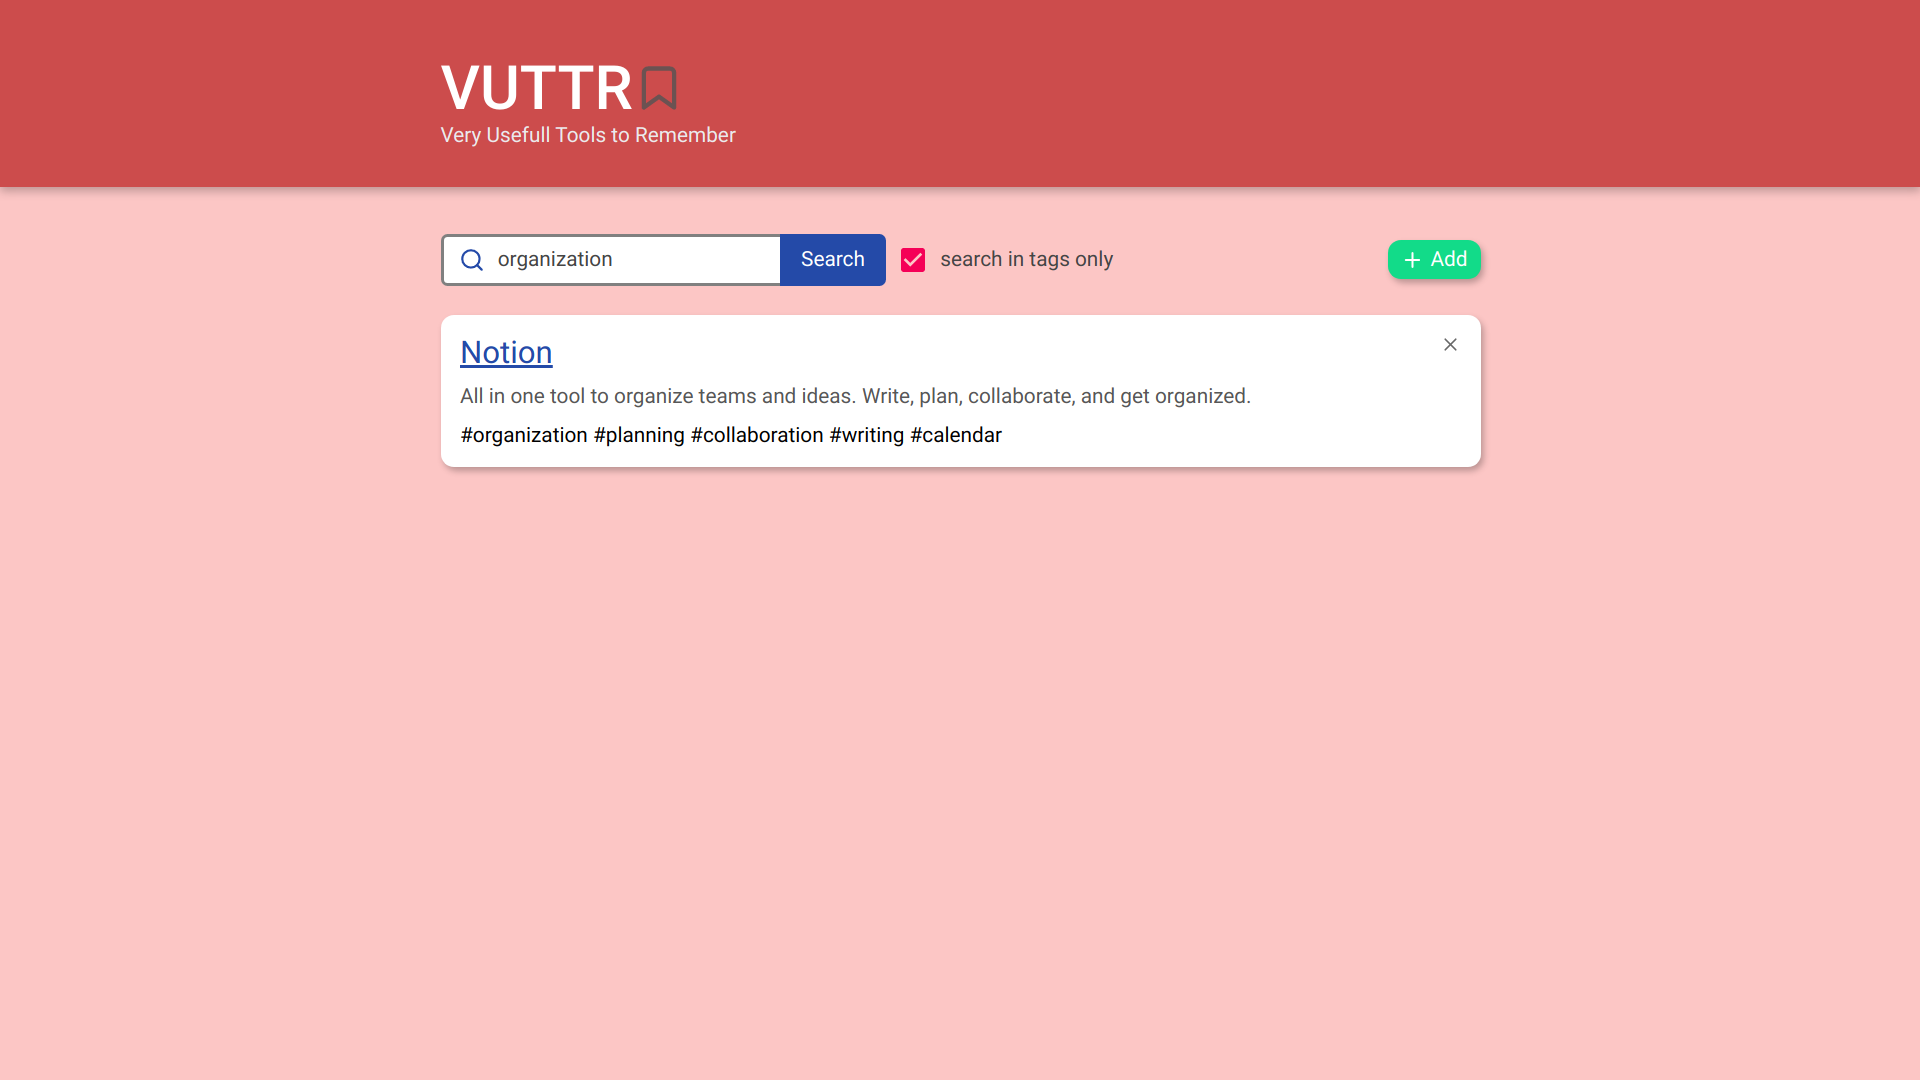 VUTTR
Very Usefull Tools to Remember
organization Search search in tags only Add
Notion
All in one tool to organize teams and ideas. Write, plan, collaborate, and get organized.
#organization #planning #collaboration #writing #calendar